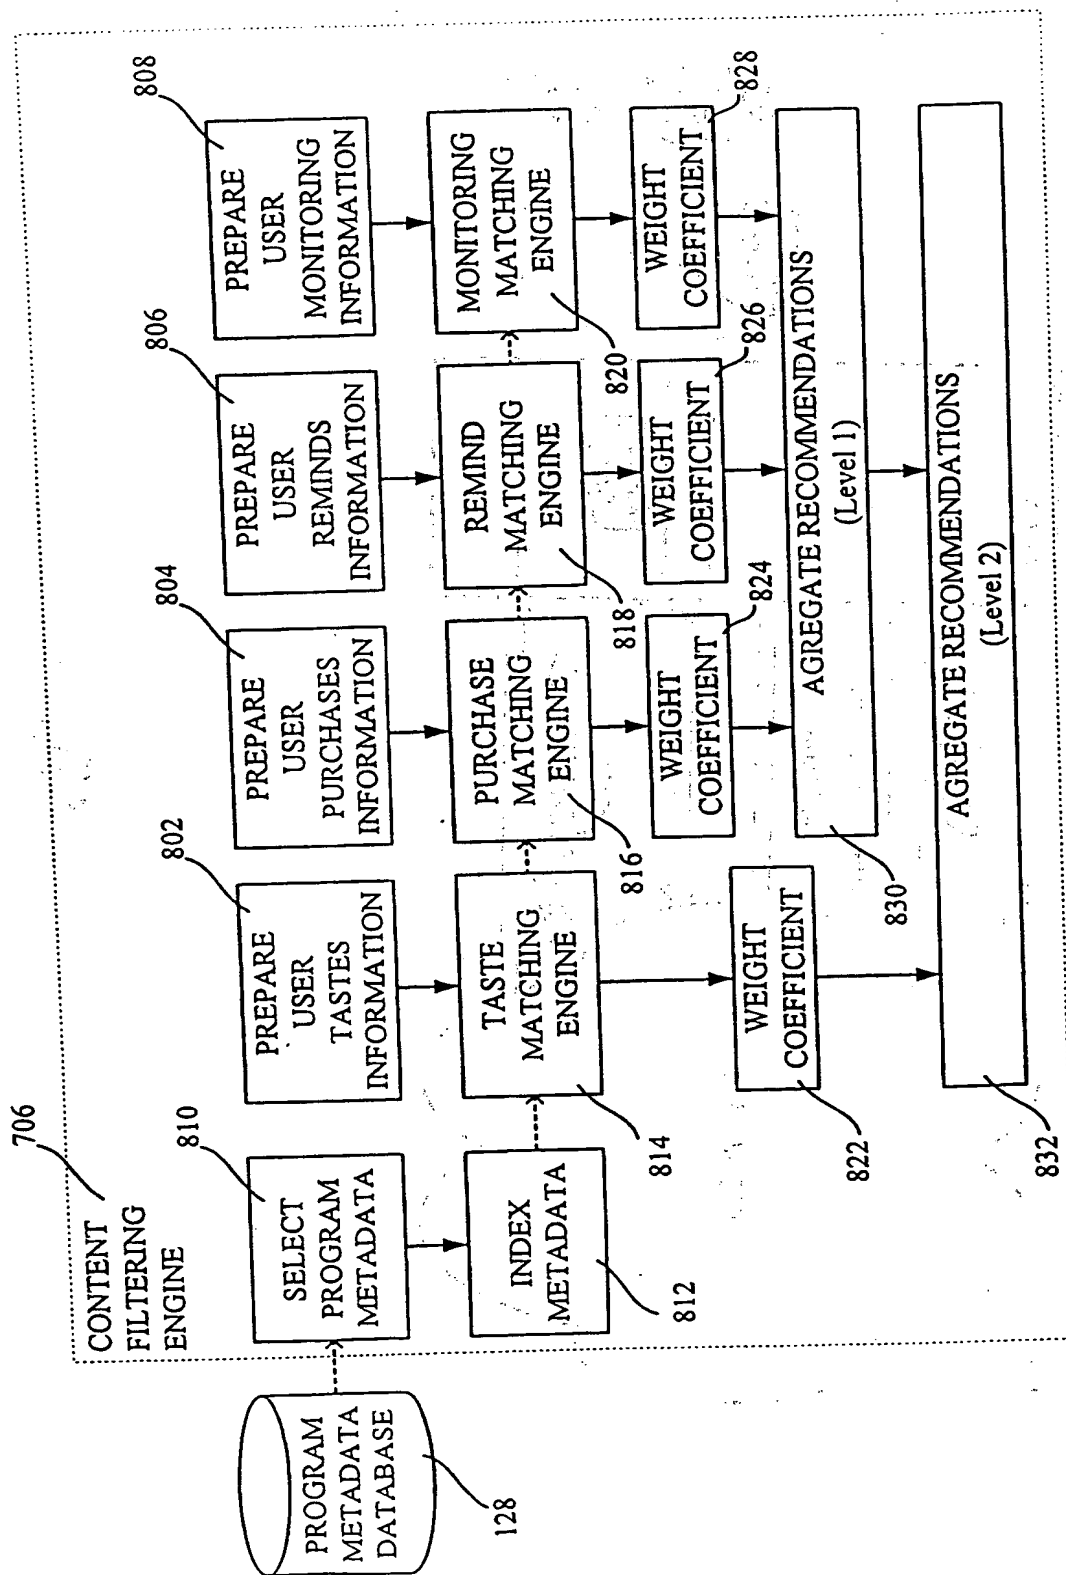 706
CONTENT
FILTERING
ENGINE
PROGRAM
METADATA
DATABASE
128
810
SELECT
PROGRAM
METADATA
INDEX
METADATA
812
802
PREPARE
USER
TASTES
INFORMATION
TASTE
MATCHING
ENGINE
814
WEIGHT
COEFFICIENT
822
804
PREPARE
USER
PURCHASES
INFORMATION
PURCHASE
MATCHING
ENGINE
816
WEIGHT
COEFFICIENT
824
806
PREPARE
USER
REMINDS
INFORMATION
REMIND
MATCHING
ENGINE
818
WEIGHT
COEFFICIENT
826
808
PREPARE
USER
MONITORING
INFORMATION
MONITORING
MATCHING
ENGINE
820
WEIGHT
COEFFICIENT
828
AGREGATE RECOMMENDATIONS
(Level 1)
830
AGREGATE RECOMMENDATIONS
(Level 2)
832